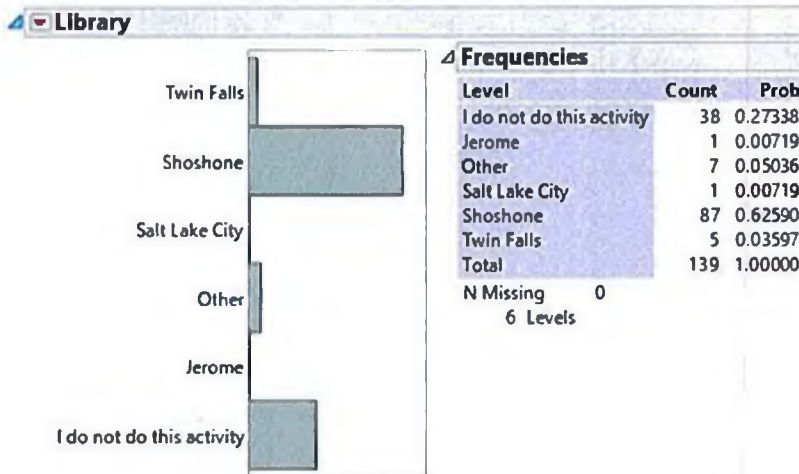 Library
Twin Falls
Shoshone
Salt Lake City
Other
Jerome
I do not do this activity
Frequencies
Level Count Prob
I do not do this activity 38 0.27338
Jerome 1 0.00719
Other 7 0.05036
Salt Lake City 1 0.00719
Shoshone 87 0.62590
Twin Falls 5 0.03597
Total 139 1.00000
N Missing 0
6 Levels